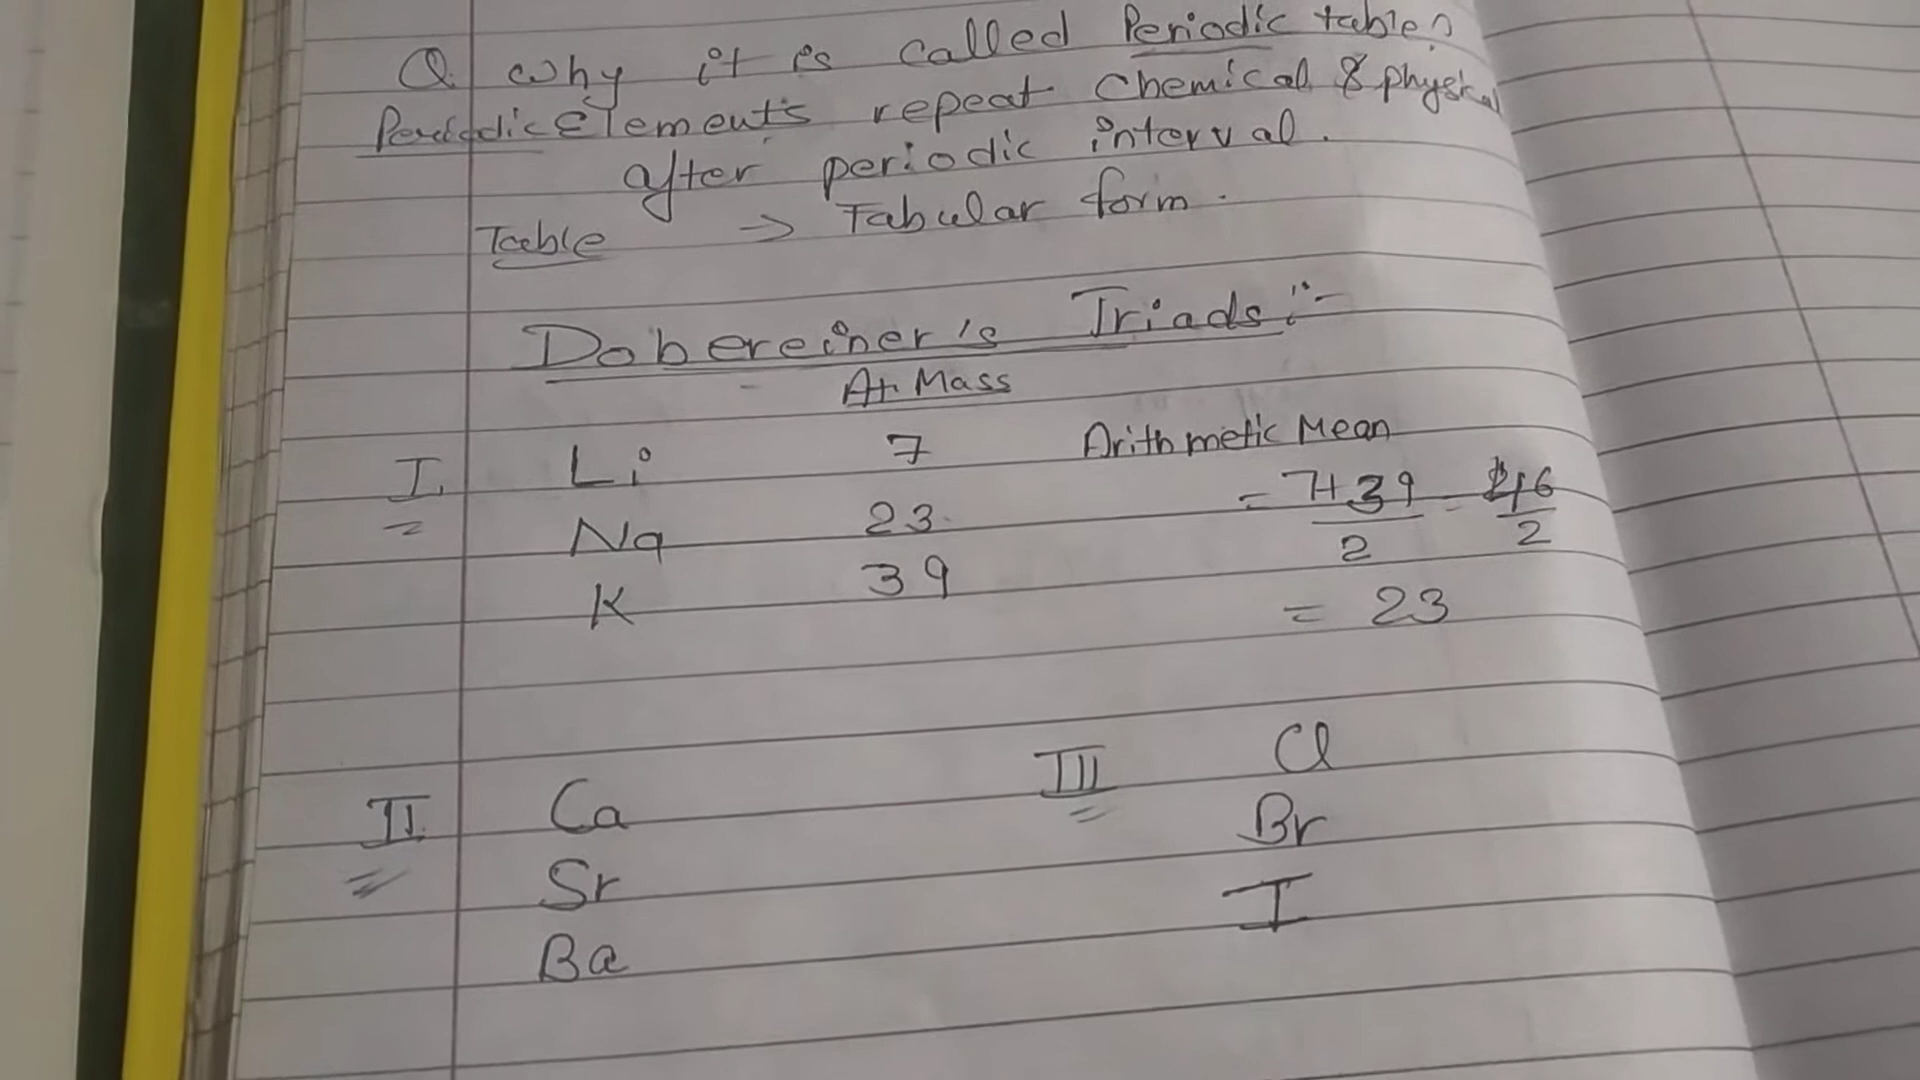 Q. Why it is called Periodic table?
Periodic Elements repeat Chemical & physical
after periodic interval.
Table → Tabular form.
Dobereiner's Triads:-
At. Mass
I. Li 7 Arithmetic Mean
Na 23 = 7+39/2 = 46/2
K 39 = 23
II. Ca III Cl
Sr Br
Ba I